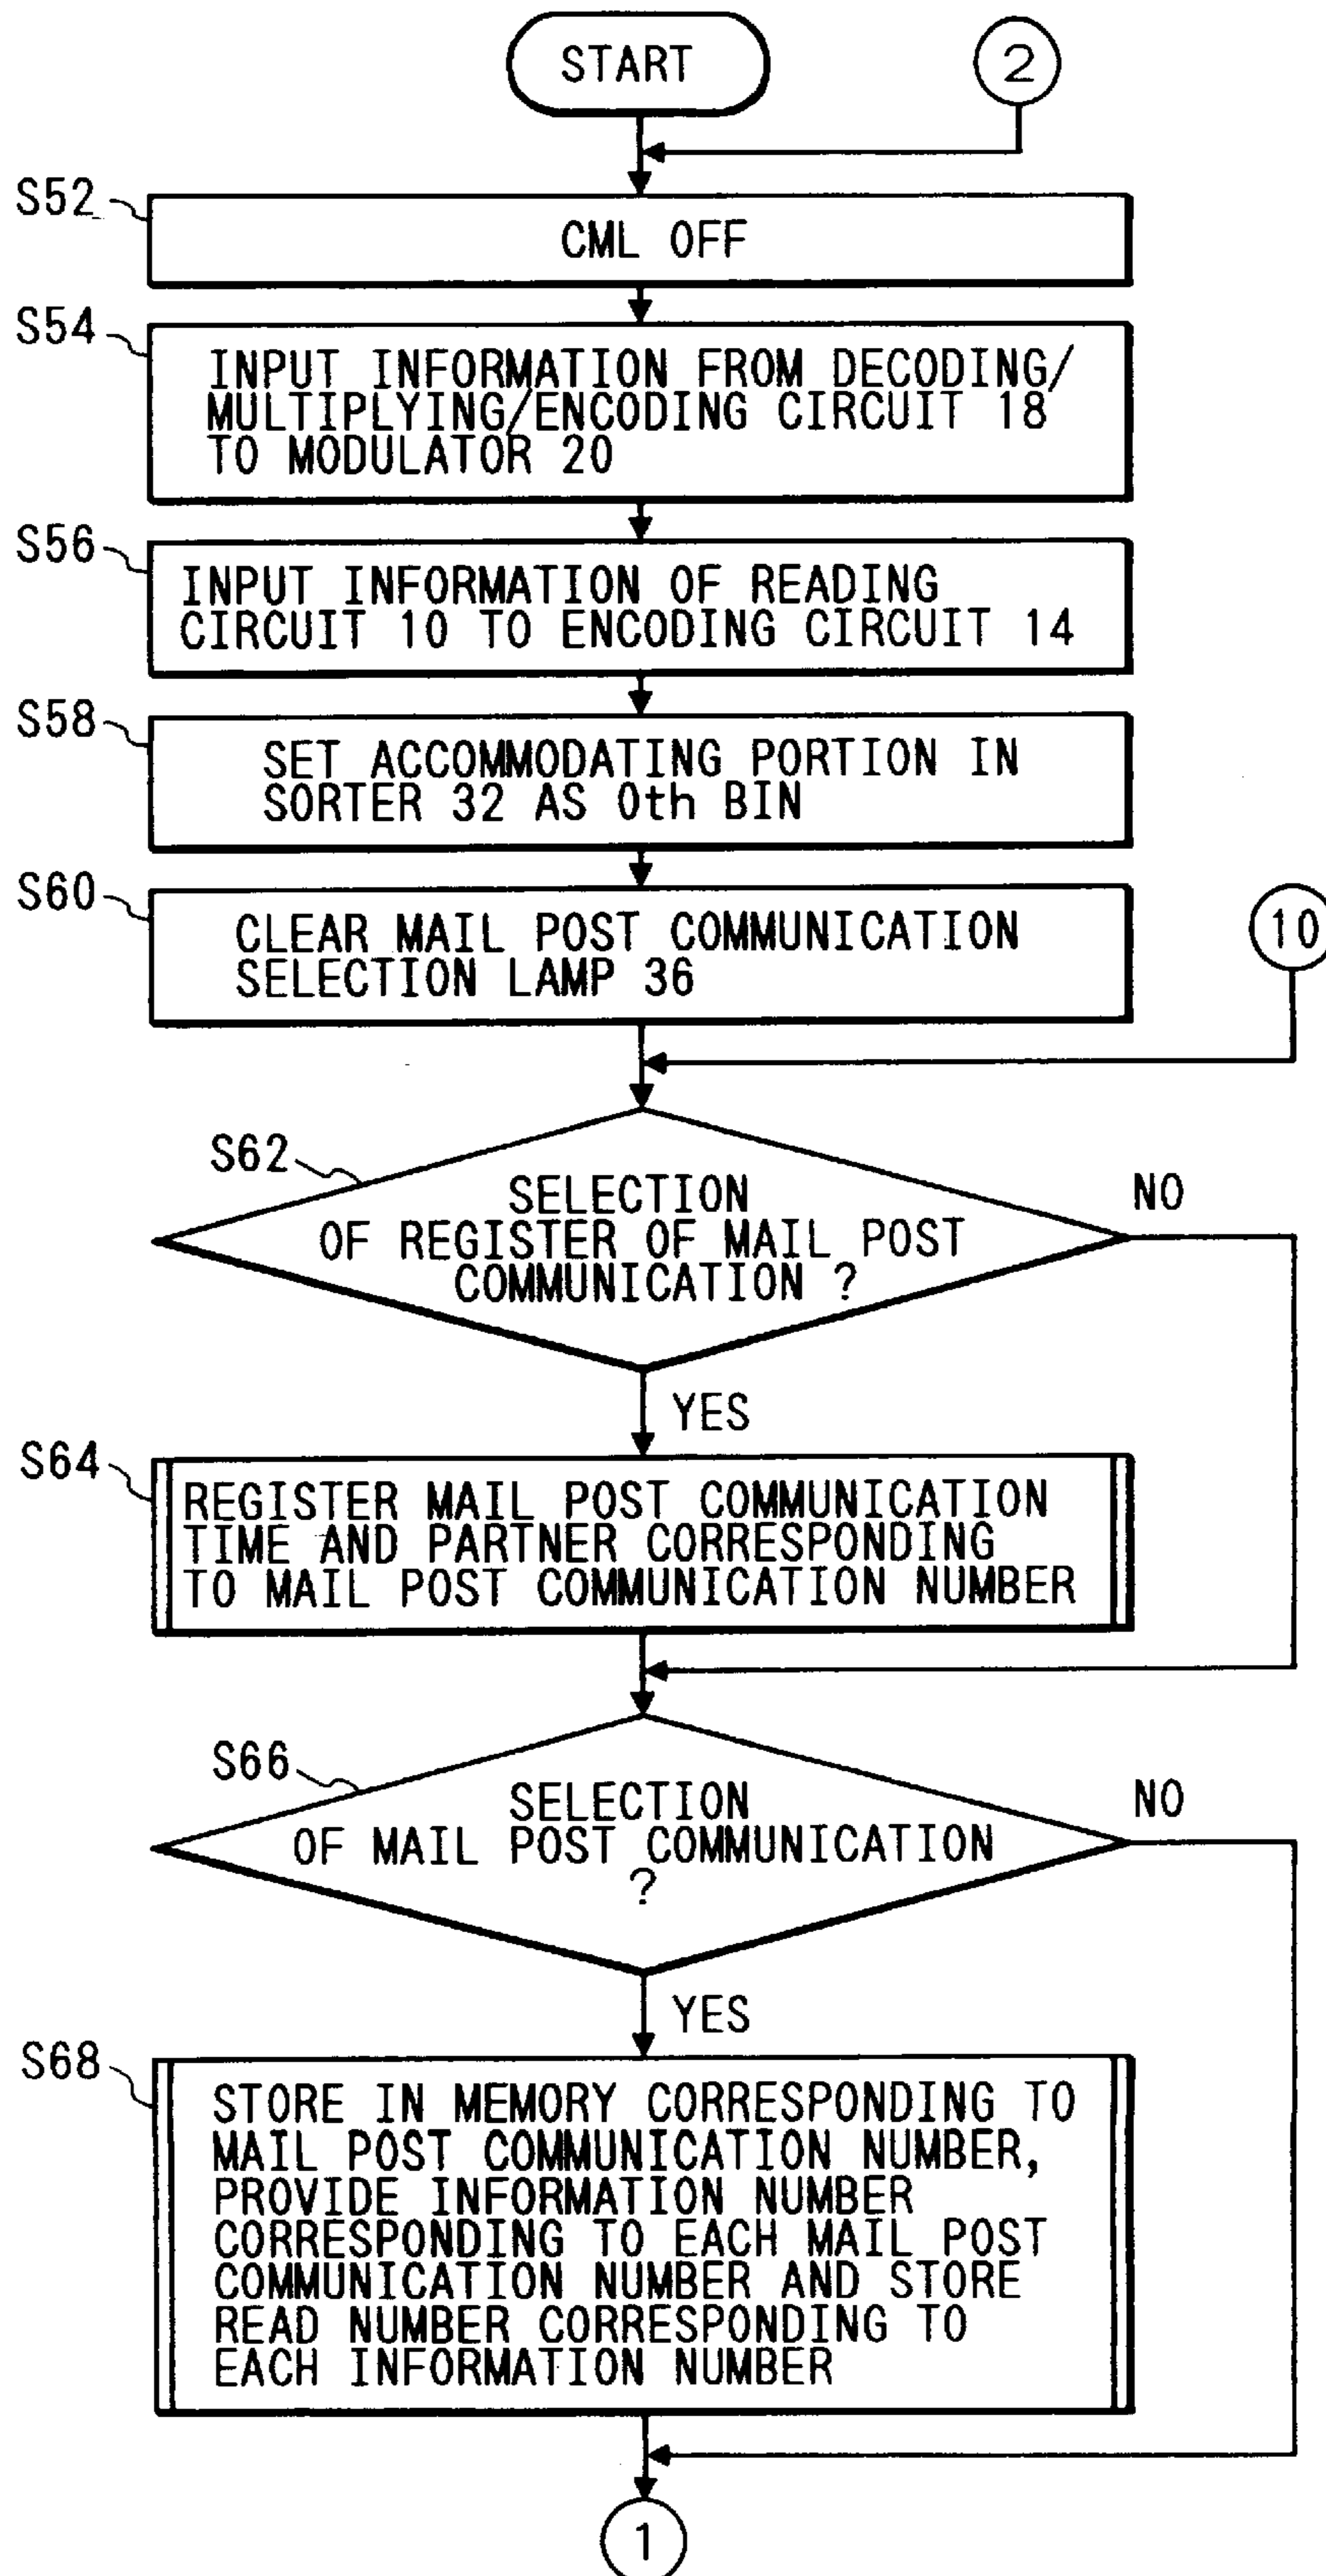 START
2
S52
CML OFF
S54
INPUT INFORMATION FROM DECODING/
MULTIPLYING/ENCODING CIRCUIT 18
TO MODULATOR 20
S56
INPUT INFORMATION OF READING
CIRCUIT 10 TO ENCODING CIRCUIT 14
S58
SET ACCOMMODATING PORTION IN
SORTER 32 AS 0th BIN
S60
CLEAR MAIL POST COMMUNICATION
SELECTION LAMP 36
10
S62
SELECTION
OF REGISTER OF MAIL POST
COMMUNICATION ?
NO
YES
S64
REGISTER MAIL POST COMMUNICATION
TIME AND PARTNER CORRESPONDING
TO MAIL POST COMMUNICATION NUMBER
S66
SELECTION
OF MAIL POST COMMUNICATION
?
NO
YES
S68
STORE IN MEMORY CORRESPONDING TO
MAIL POST COMMUNICATION NUMBER,
PROVIDE INFORMATION NUMBER
CORRESPONDING TO EACH MAIL POST
COMMUNICATION NUMBER AND STORE
READ NUMBER CORRESPONDING TO
EACH INFORMATION NUMBER
1